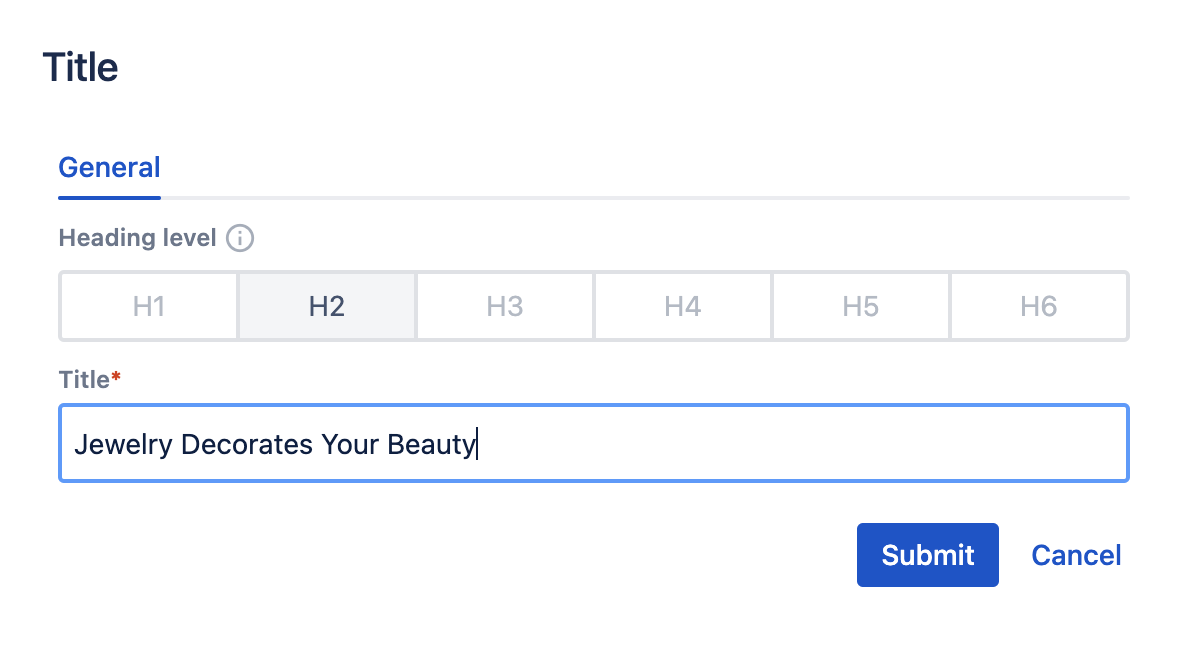 Title
General
Heading level
H1 H2 H3 H4 H5 H6
Title*
Jewelry Decorates Your Beauty
Submit Cancel